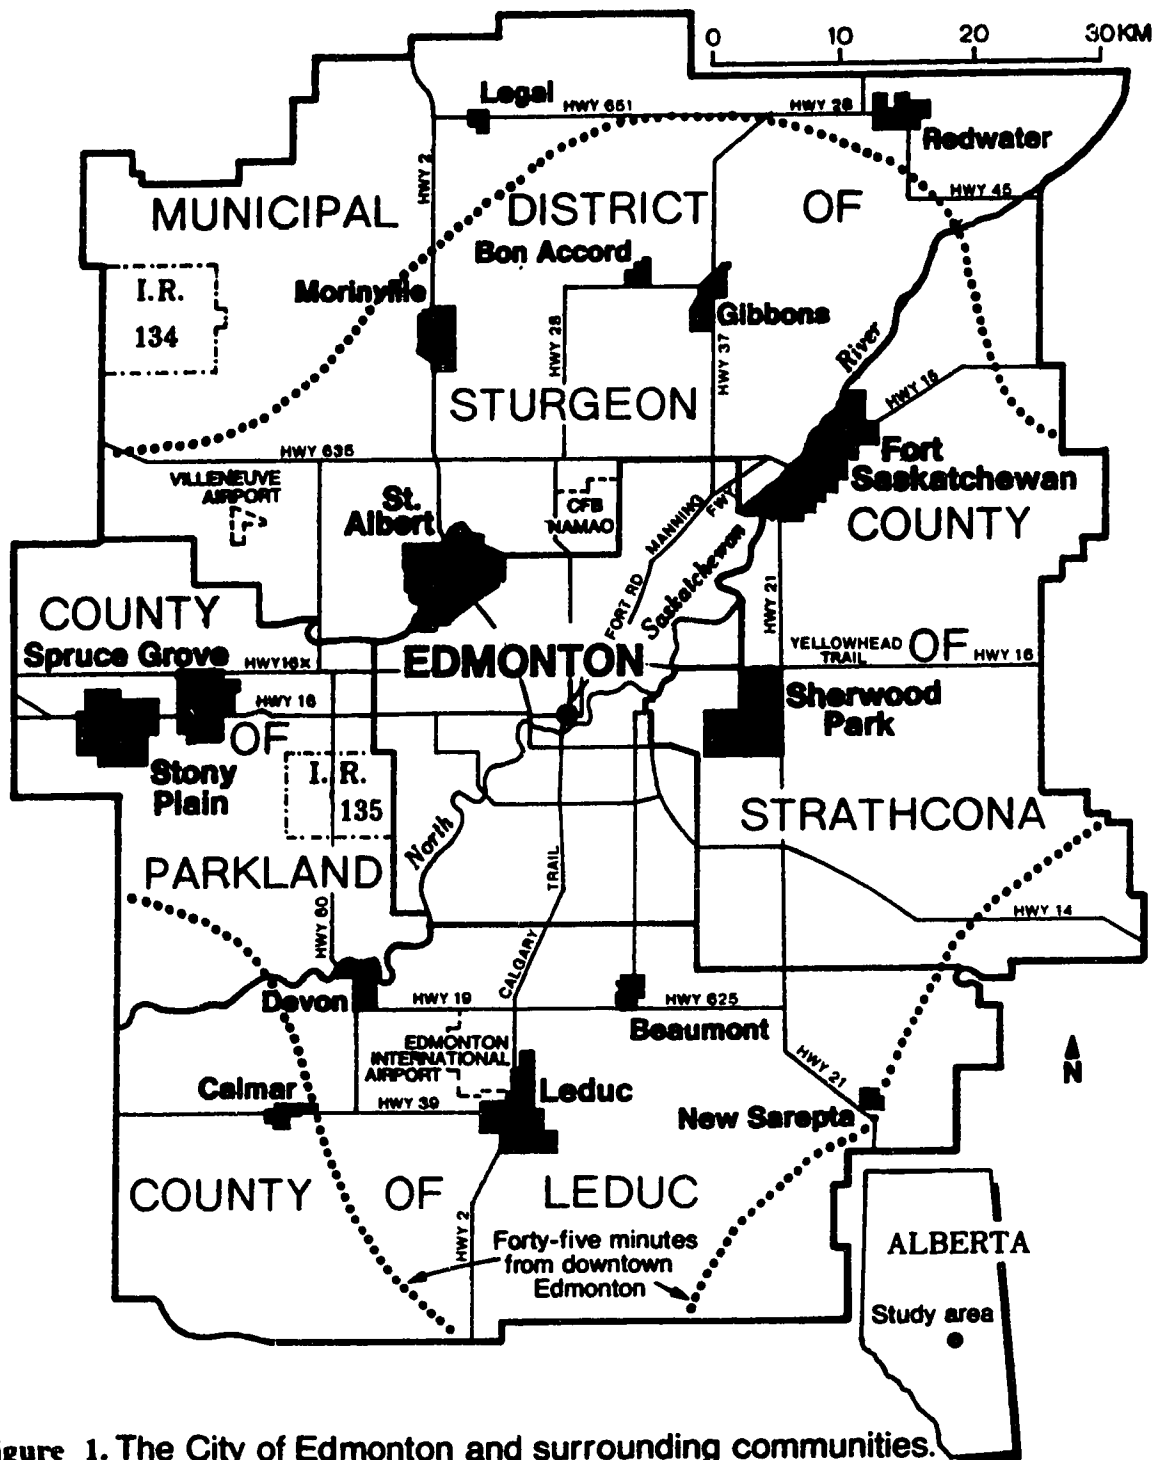 0 10 20 30KM
Legal
HWY 651
HWY 28
Redwater
HWY 2
HWY 45
MUNICIPAL DISTRICT OF
Bon Accord
I.R.
134
Morinville
Gibbons
HWY 28
HWY 37
River
HWY 15
STURGEON
HWY 635
Fort
Saskatchewan
VILLENEUVE
AIRPORT
St.
Albert
CFB
NAMAO
MANNING
FWY
COUNTY
FORT RD
Saskatchewan
HWY 21
COUNTY
Spruce Grove
HWY16X
EDMONTON
YELLOWHEAD
TRAIL
OF
HWY 16
HWY 16
Sherwood
Park
OF
Stony
Plain
I.R.
135
STRATHCONA
North
PARKLAND
TRAIL
HWY 60
HWY 14
CALGARY
Devon
HWY 19
HWY 625
Beaumont
EDMONTON
INTERNATIONAL
AIRPORT
HWY 21
Calmar
Leduc
HWY 39
New Sarepta
N
COUNTY OF LEDUC
HWY 2
Forty-five minutes
from downtown
Edmonton
ALBERTA
Study area
igure 1. The City of Edmonton and surrounding communities.